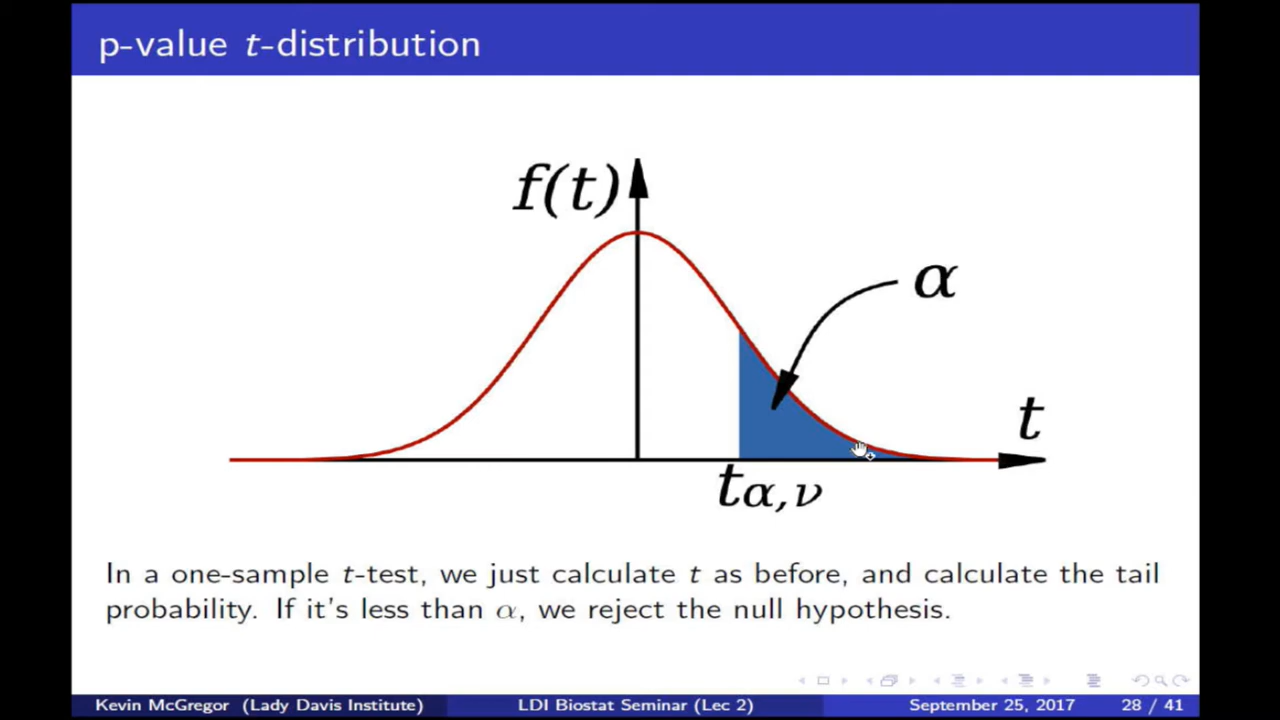 p-value t-distribution
f(t)
α
t
tα,ν
In a one-sample t-test, we just calculate t as before, and calculate the tail
probability. If it's less than α, we reject the null hypothesis.
Kevin McGregor (Lady Davis Institute) LDI Biostat Seminar (Lec 2) September 25, 2017 28 / 41